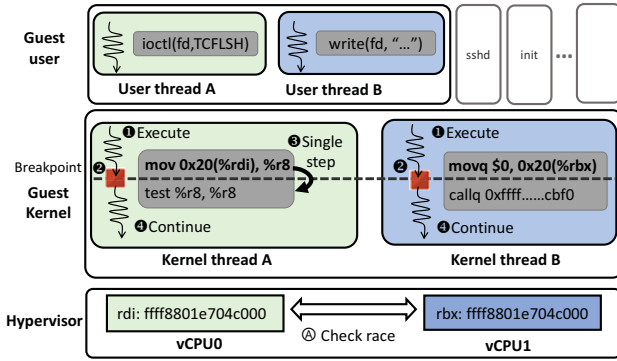 Guest
user
ioctl(fd,TCFLSH)
User thread A
write(fd, "…")
User thread B
sshd
init
...
❶Execute
❸Single
step
❶Execute
Breakpoint
❷
mov 0x20(%rdi), %r8
❷
movq $0, 0x20(%rbx)
Guest
Kernel
test %r8, %r8
callq 0xffff……cbf0
❹Continue
❹Continue
Kernel thread A
Kernel thread B
Hypervisor
rdi: ffff8801e704c000
rbx: ffff8801e704c000
Ⓐ Check race
vCPU0
vCPU1